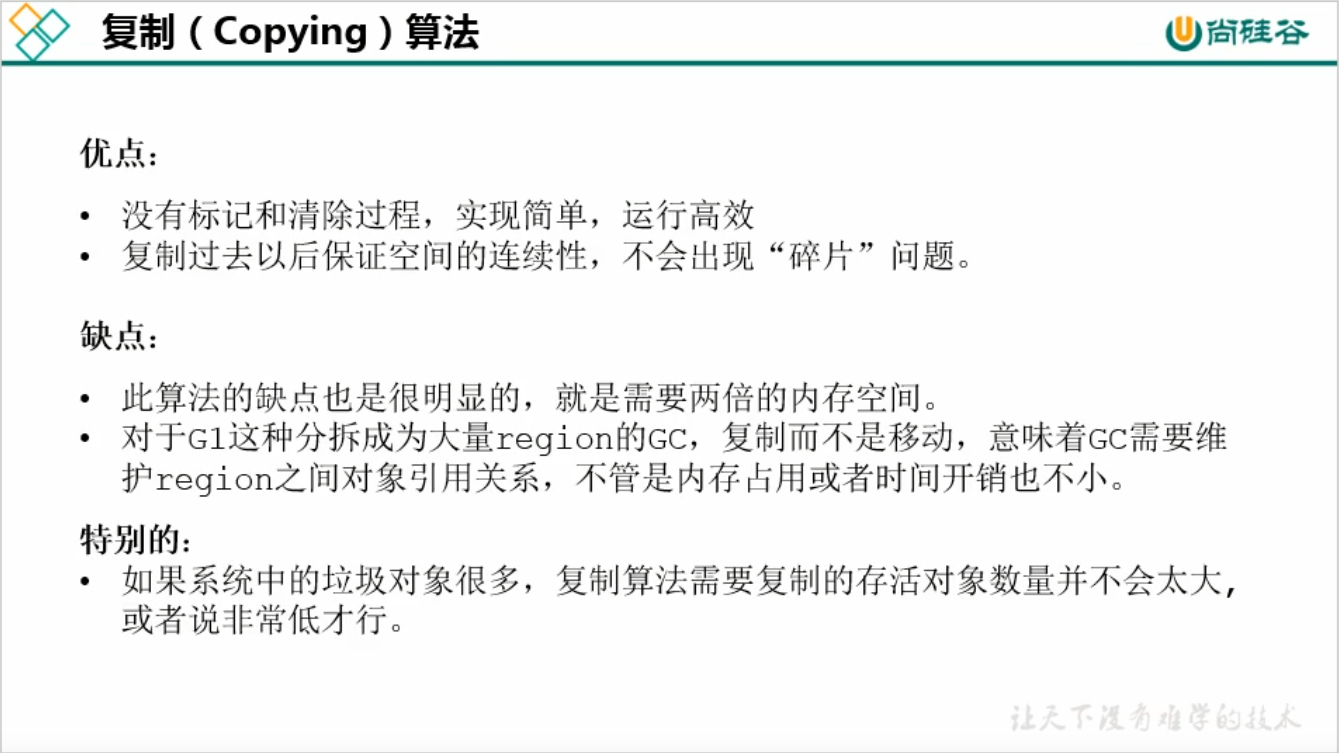 复制（Copying）算法
尚硅谷
优点：
• 没有标记和清除过程，实现简单，运行高效
• 复制过去以后保证空间的连续性，不会出现“碎片”问题。
缺点：
• 此算法的缺点也是很明显的，就是需要两倍的内存空间。
• 对于G1这种分拆成为大量region的GC，复制而不是移动，意味着GC需要维
护region之间对象引用关系，不管是内存占用或者时间开销也不小。
特别的：
• 如果系统中的垃圾对象很多，复制算法需要复制的存活对象数量并不会太大，
或者说非常低才行。
让天下没有难学的技术